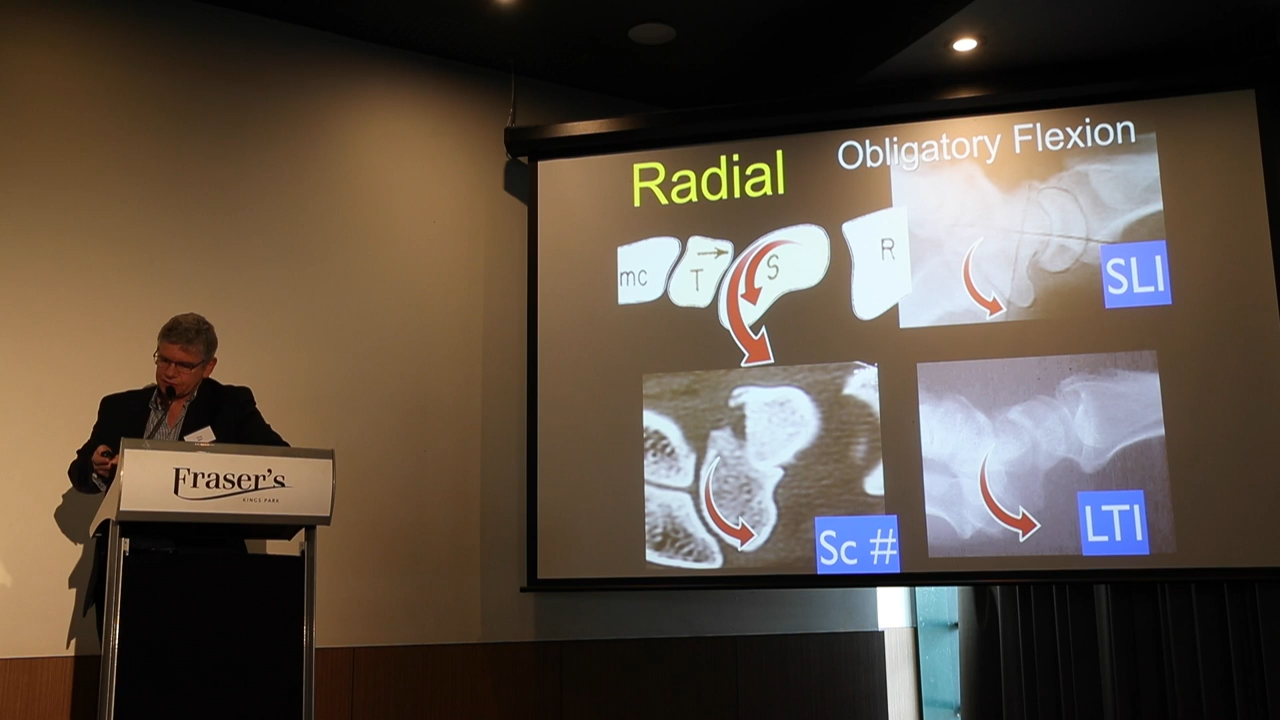 Radial
Obligatory Flexion
mc
T
S
R
SLI
Sc #
LTI
Fraser's
KINGS PARK